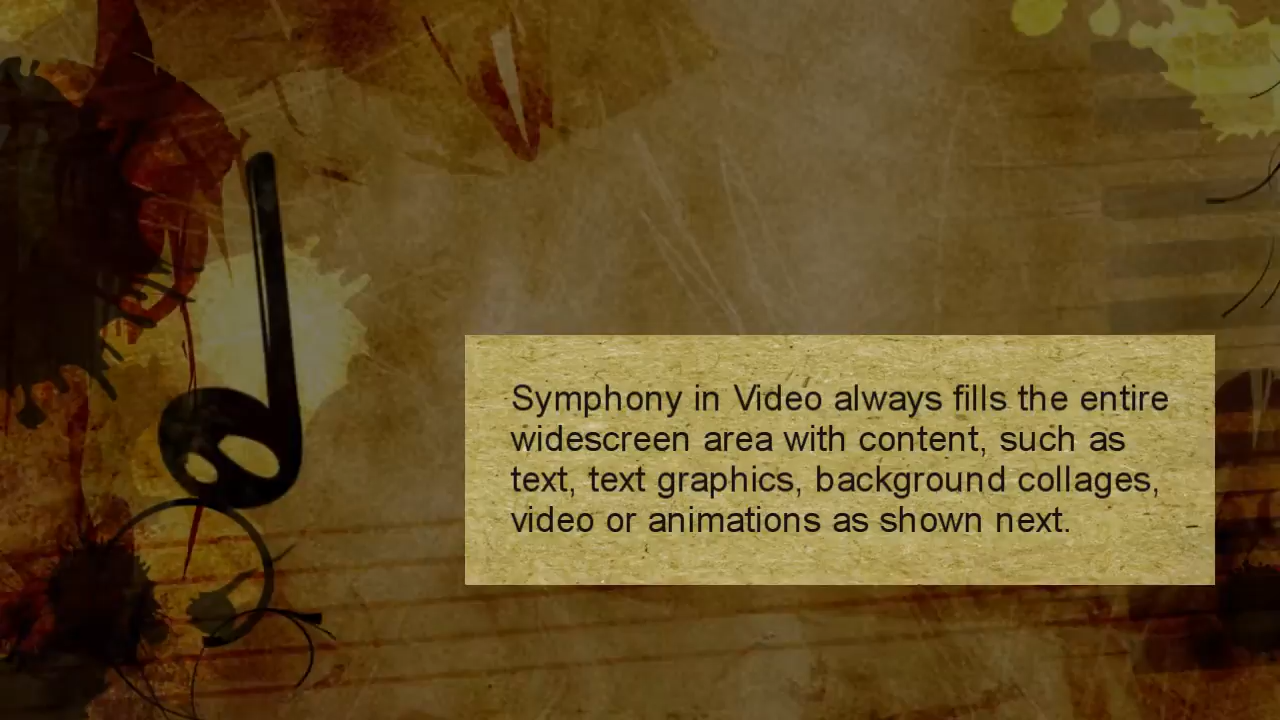 Symphony in Video always fills the entire
widescreen area with content, such as
text, text graphics, background collages,
video or animations as shown next.